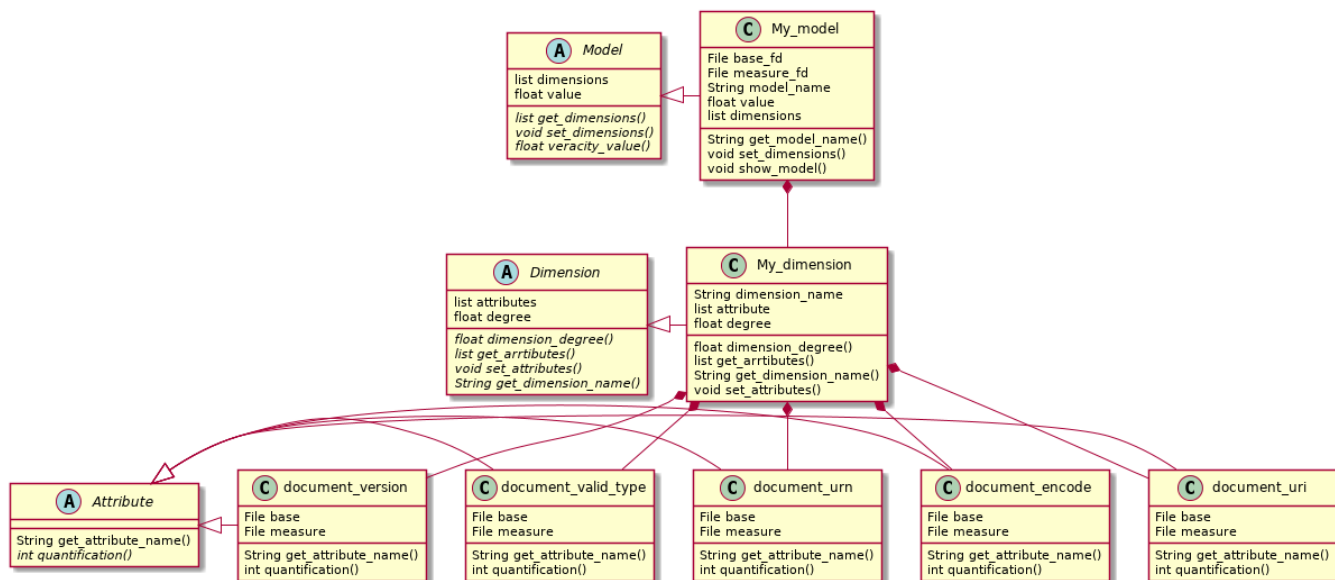 C My_model
File base_fd
File measure_fd
String model_name
float value
list dimensions
String get_model_name()
void set_dimensions()
void show_model()
A Model
list dimensions
float value
list get_dimensions()
void set_dimensions()
float veracity_value()
C My_dimension
String dimension_name
list attribute
float degree
float dimension_degree()
list get_arrtibutes()
String get_dimension_name()
void set_attributes()
A Dimension
list attributes
float degree
float dimension_degree()
list get_arrtibutes()
void set_attributes()
String get_dimension_name()
A Attribute
String get_attribute_name()
int quantification()
C document_version
File base
File measure
String get_attribute_name()
int quantification()
C document_valid_type
File base
File measure
String get_attribute_name()
int quantification()
C document_urn
File base
File measure
String get_attribute_name()
int quantification()
C document_encode
File base
File measure
String get_attribute_name()
int quantification()
C document_uri
File base
File measure
String get_attribute_name()
int quantification()